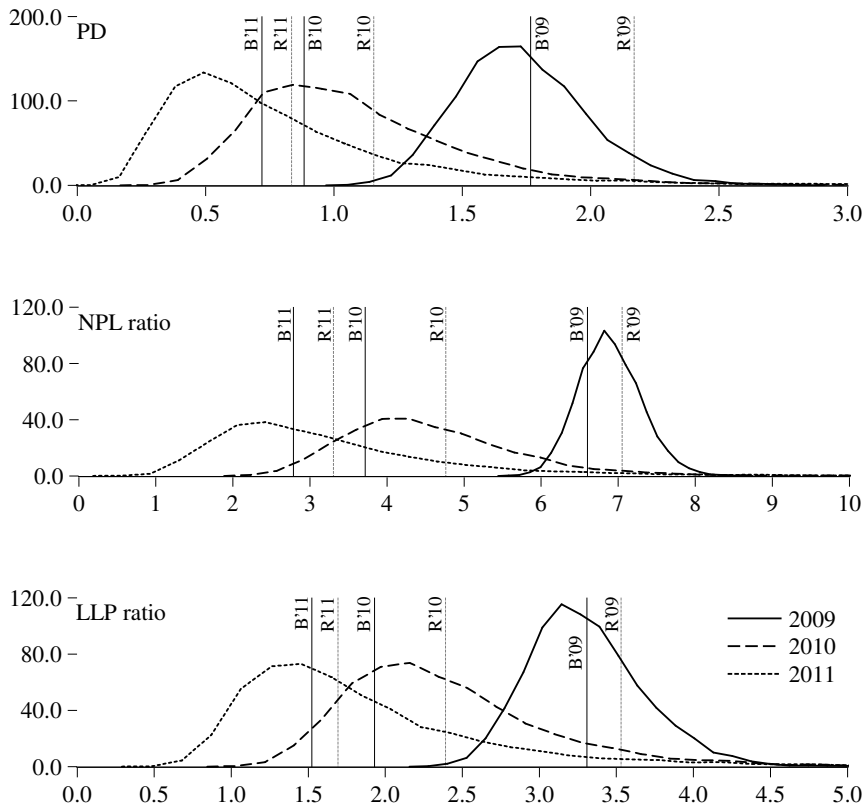 200.0
PD
B'11
R'11
B'10
R'10
B'09
R'09
100.0
0.0
0.0 0.5 1.0 1.5 2.0 2.5 3.0
120.0
NPL ratio
B'11
R'11
B'10
R'10
B'09
R'09
80.0
40.0
0.0
0 1 2 3 4 5 6 7 8 9 10
120.0
LLP ratio
B'11
R'11
B'10
R'10
B'09
R'09
2009
2010
2011
80.0
40.0
0.0
0.0 0.5 1.0 1.5 2.0 2.5 3.0 3.5 4.0 4.5 5.0